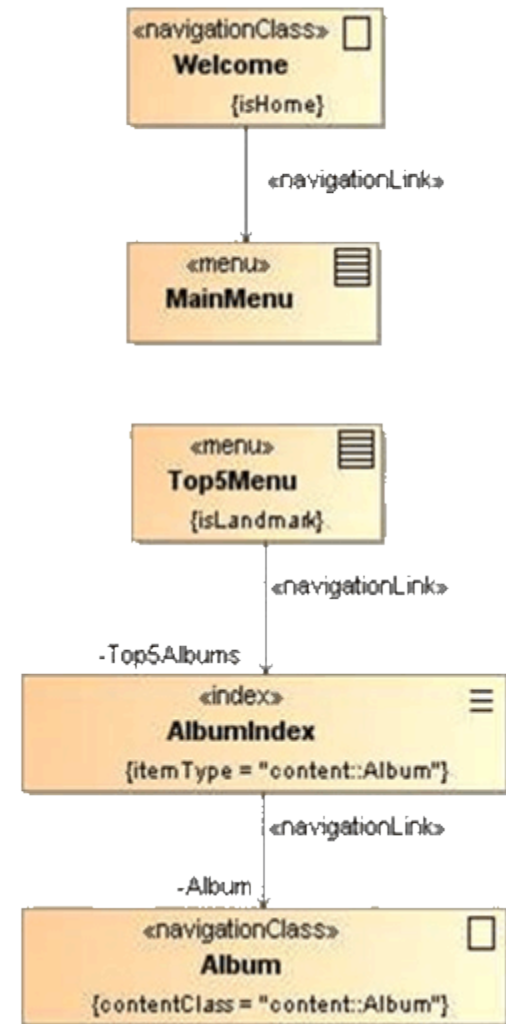 «navigationClass»
Welcome
{isHome}
«navigationLink»
«menu»
MainMenu
«menu»
Top5Menu
{isLandmark}
«navigationLink»
-Top5Albums
«index»
AlbumIndex
{itemType = "content::Album"}
«navigationLink»
-Album
«navigationClass»
Album
{contentClass = "content::Album"}